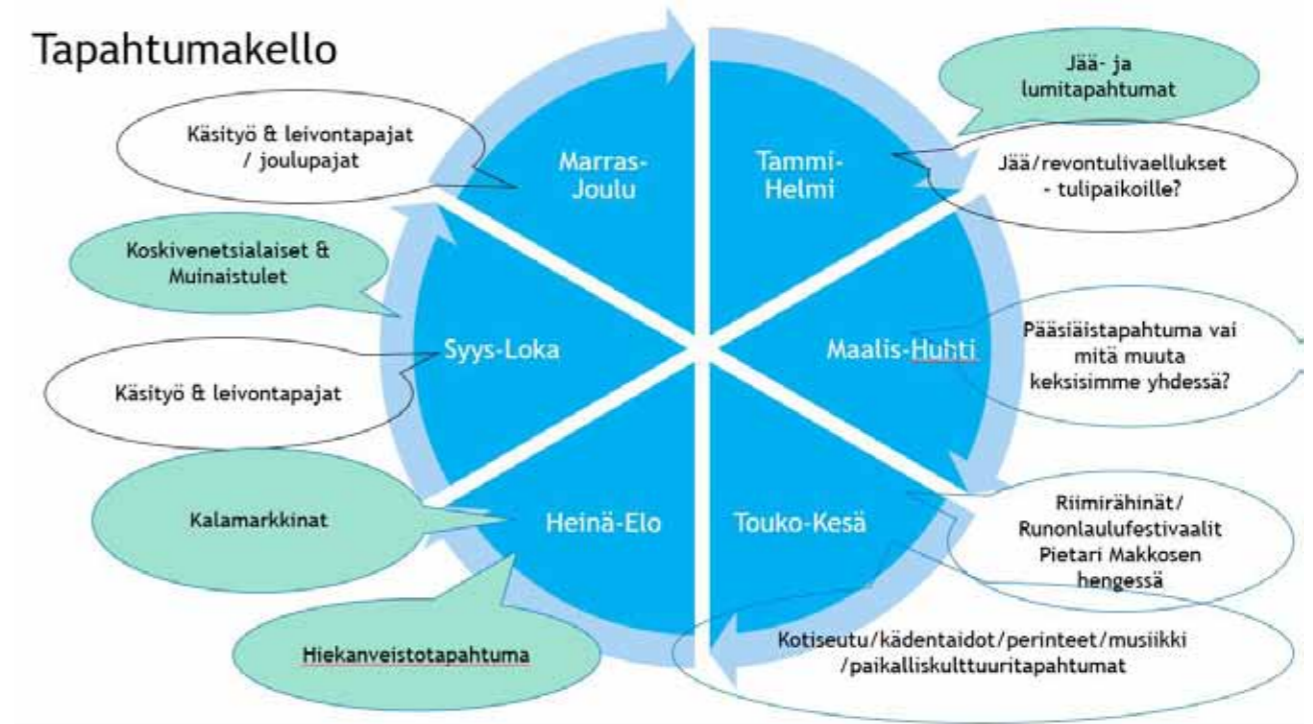 Tapahtumakello
Jää- ja
lumitapahtumat
Jää/revontulivaellukset
- tulipaikoille?
Tammi-
Helmi
Maalis-Huhti
Pääsiäistapahtuma vai
mitä muuta
keksisimme yhdessä?
Touko-Kesä
Riimirähinät/
Runonlaulufestivaalit
Pietari Makkosen
hengessä
Kotiseutu/kädentaidot/perinteet/musiikki
/paikalliskulttuuritapahtumat
Heinä-Elo
Hiekanveistotapahtuma
Kalamarkkinat
Syys-Loka
Käsityö & leivontapajat
Koskivenetsialaiset &
Muinaistulet
Marras-
Joulu
Käsityö & leivontapajat
/ joulupajat